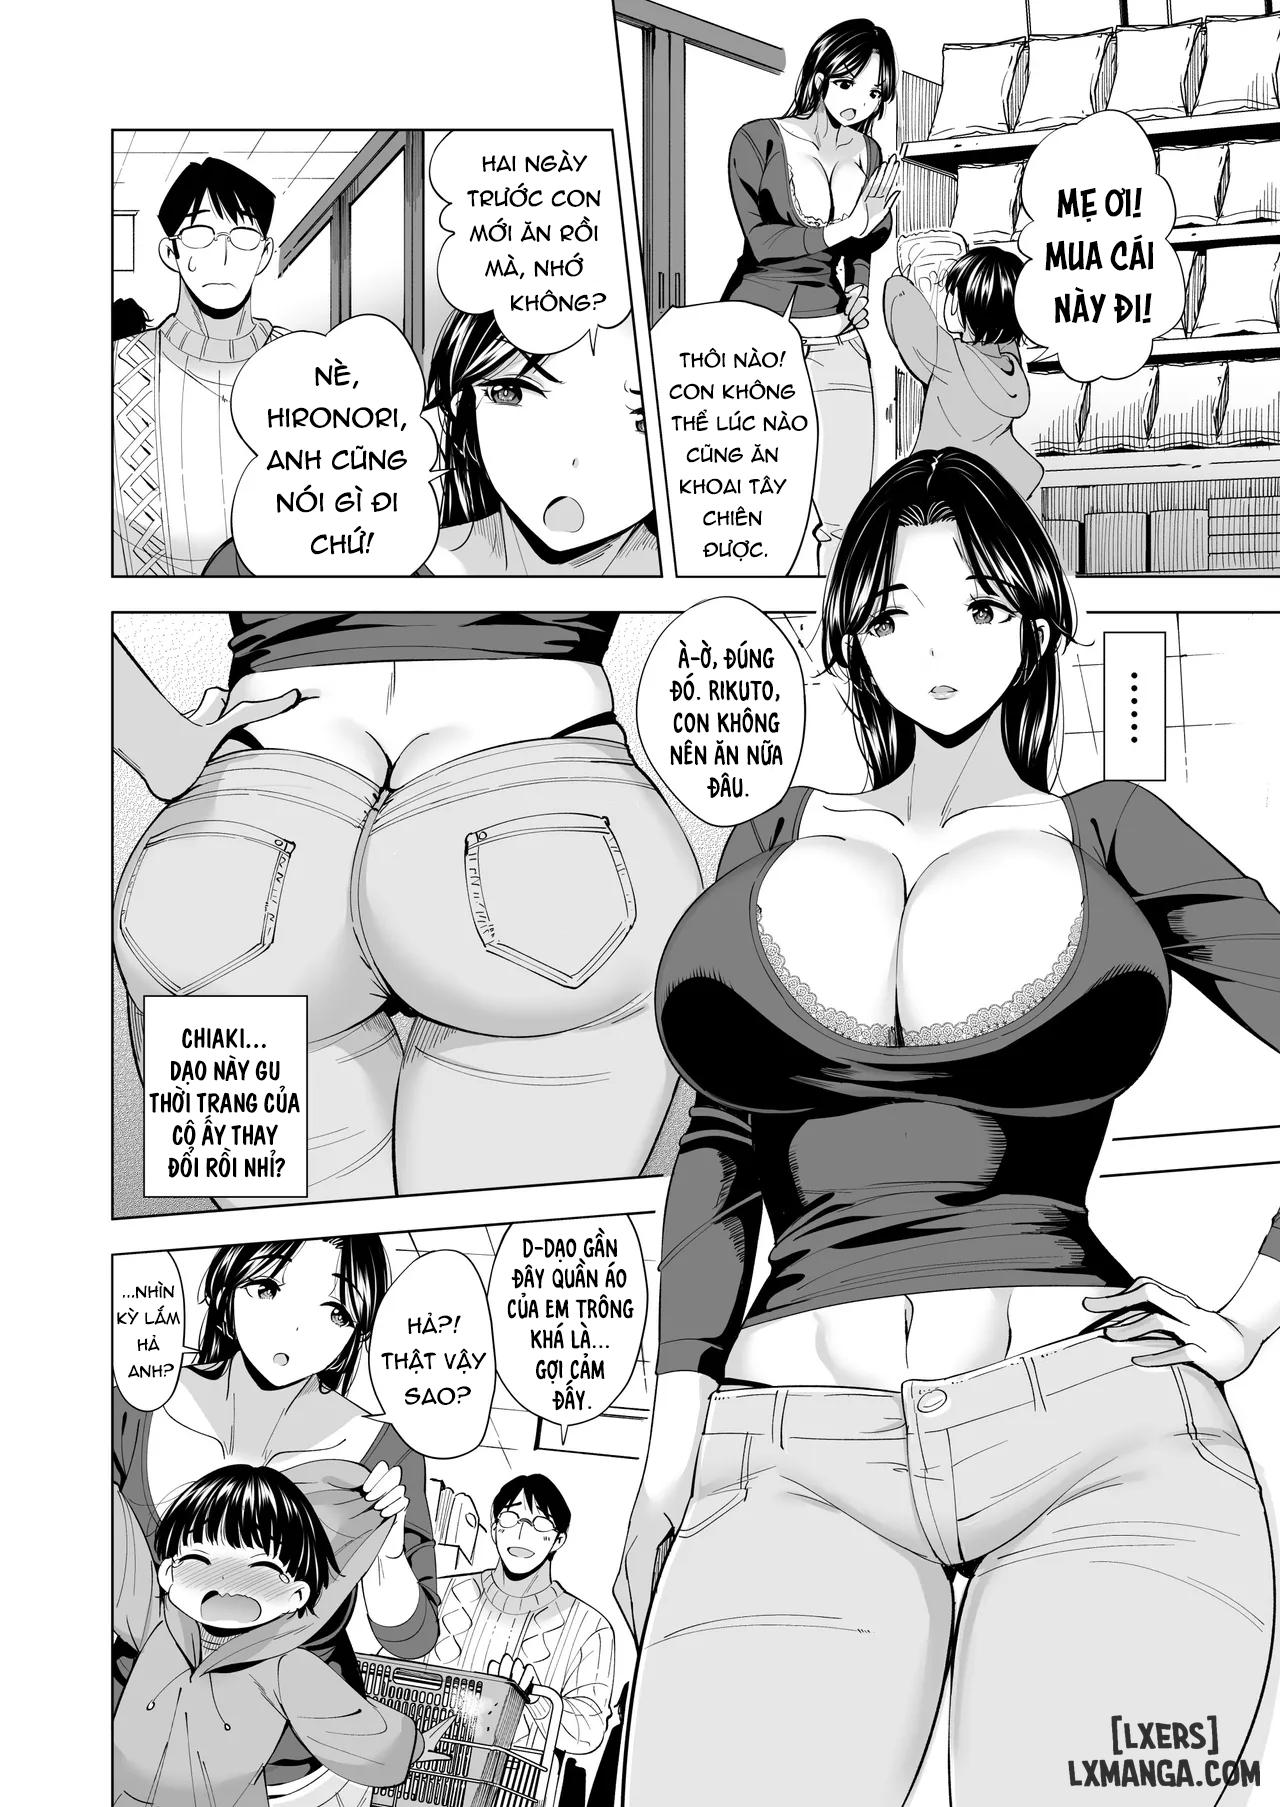 MẸ ƠI!
MUA CÁI
NÀY ĐI!
THÔI NÀO!
CON KHÔNG
THỂ LÚC NÀO
CŨNG ĂN
KHOAI TÂY
CHIÊN
ĐƯỢC.
HAI NGÀY
TRƯỚC CON
MỚI ĂN RỒI
MÀ, NHỚ
KHÔNG?
NÈ,
HIRONORI,
ANH CŨNG
NÓI GÌ ĐI
CHỨ!
......
À-Ờ, ĐÚNG
ĐÓ. RIKUTO,
CON KHÔNG
NÊN ĂN NỮA
ĐÂU.
CHIAKI...
DẠO NÀY GU
THỜI TRANG CỦA
CÔ ẤY THAY
ĐỔI RỒI NHỈ?
D-DẠO GẦN
ĐÂY QUẦN ÁO
CỦA EM TRÔNG
KHÁ LÀ...
GỢI CẢM
ĐẤY.
HẢ?!
THẬT VẬY
SAO?
...NHÌN
KỲ LẮM
HẢ
ANH?
[LXERS]
LXMANGA.COM